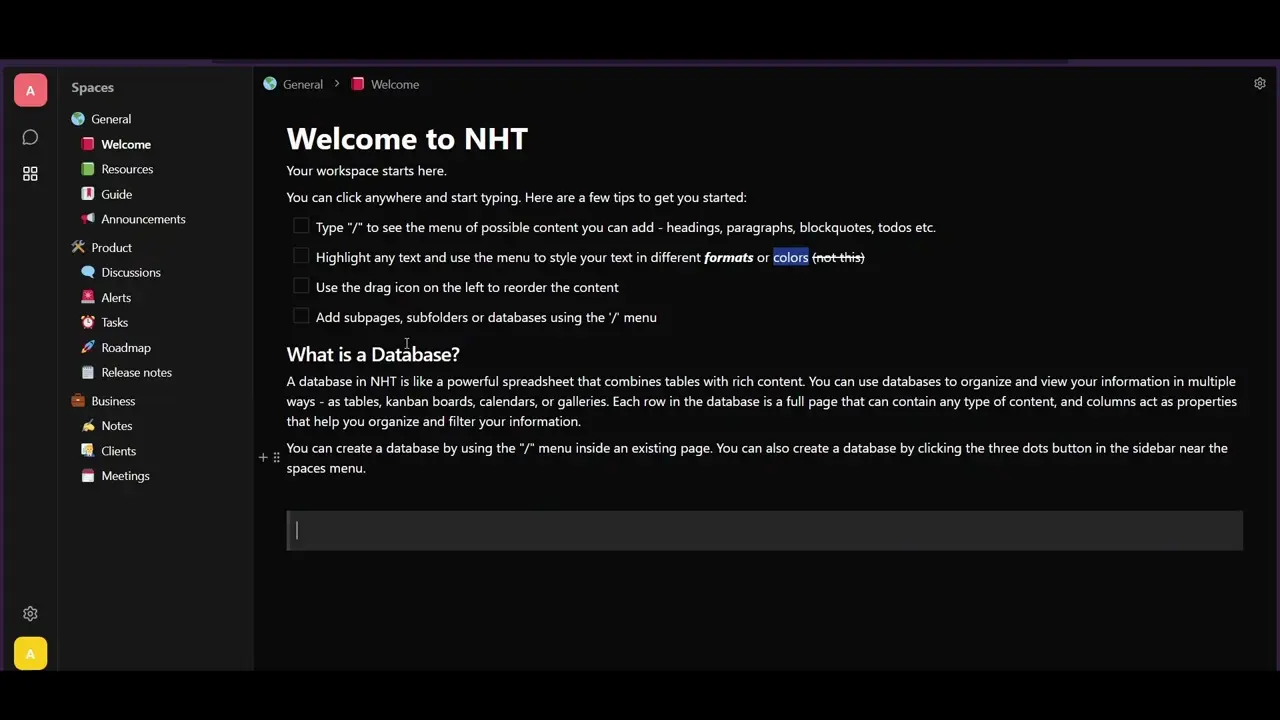 A
Spaces
General
Welcome
Resources
Guide
Announcements
Product
Discussions
Alerts
Tasks
Roadmap
Release notes
Business
Notes
Clients
Meetings
A
General > Welcome
Welcome to NHT
Your workspace starts here.
You can click anywhere and start typing. Here are a few tips to get you started:
Type "/" to see the menu of possible content you can add - headings, paragraphs, blockquotes, todos etc.
Highlight any text and use the menu to style your text in different formats or colors (not this)
Use the drag icon on the left to reorder the content
Add subpages, subfolders or databases using the '/' menu
What is a Database?
A database in NHT is like a powerful spreadsheet that combines tables with rich content. You can use databases to organize and view your information in multiple
ways - as tables, kanban boards, calendars, or galleries. Each row in the database is a full page that can contain any type of content, and columns act as properties
that help you organize and filter your information.
You can create a database by using the "/" menu inside an existing page. You can also create a database by clicking the three dots button in the sidebar near the
spaces menu.